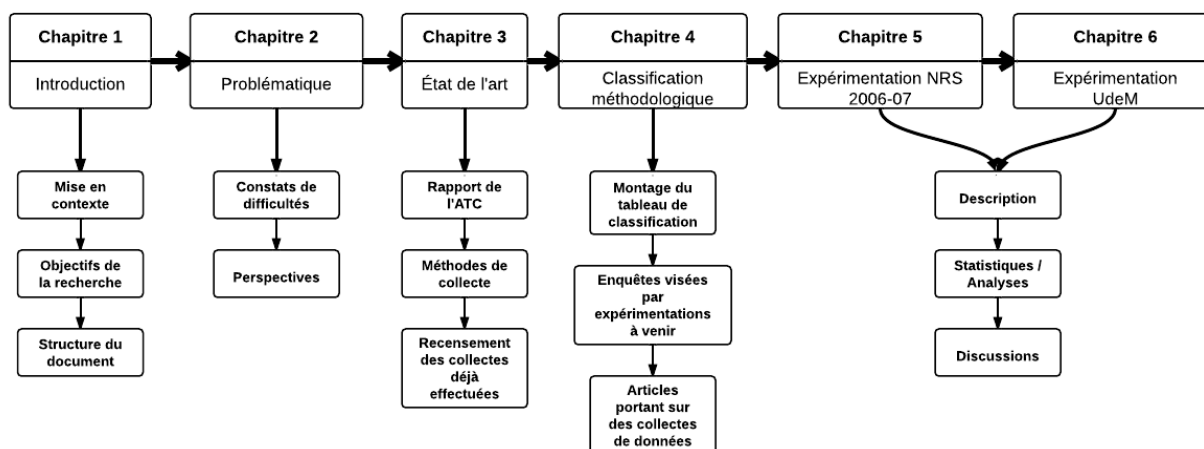 Chapitre 1
Introduction
Mise en
contexte
Objectifs de
la recherche
Structure du
document
Chapitre 2
Problématique
Constats de
difficultés
Perspectives
Chapitre 3
État de l'art
Rapport de
l'ATC
Méthodes de
collecte
Recensement
des collectes
déjà
effectuées
Chapitre 4
Classification
méthodologique
Montage du
tableau de
classification
Enquêtes visées
par
expérimentations
à venir
Articles
portant sur
des collectes
de données
Chapitre 5
Expérimentation NRS
2006-07
Chapitre 6
Expérimentation
UdeM
Description
Statistiques /
Analyses
Discussions